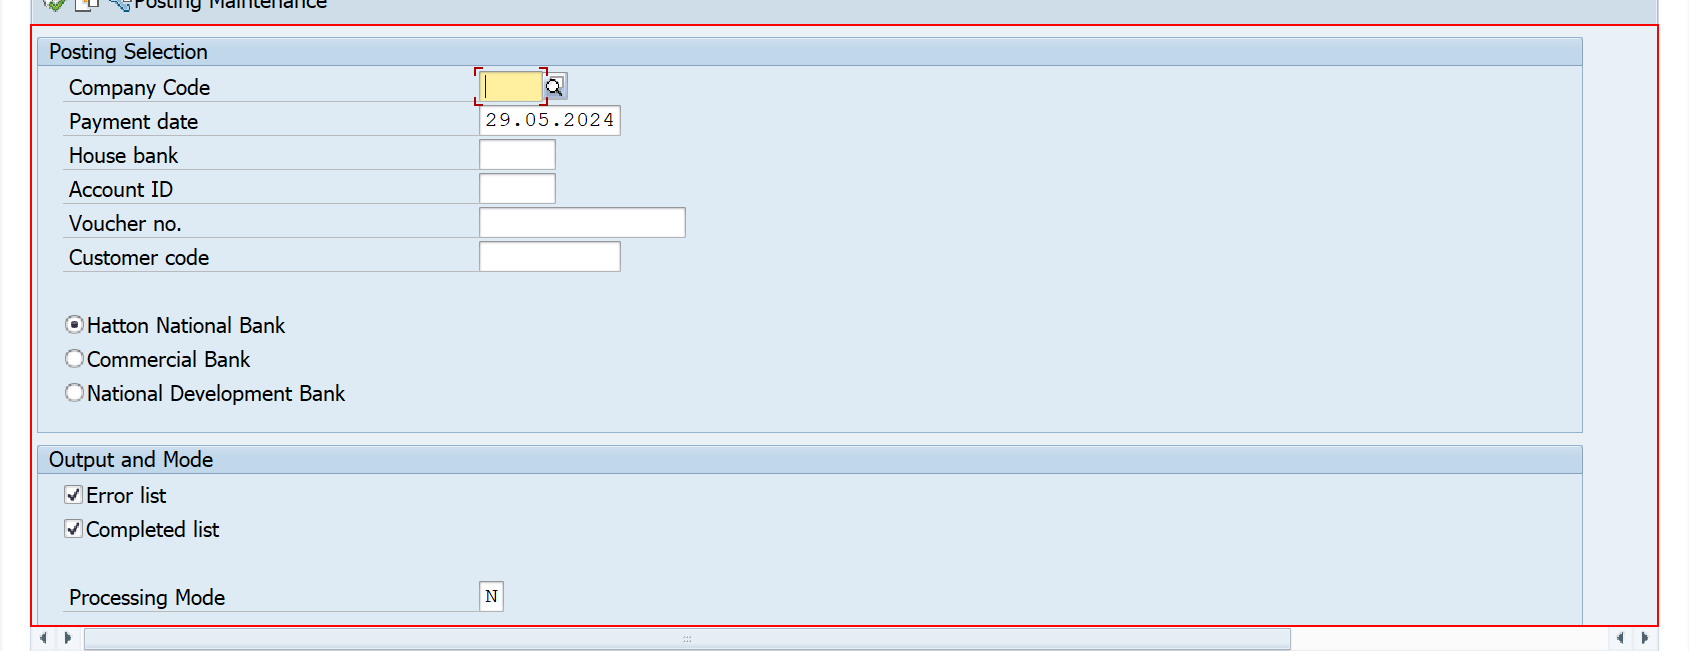 Posting Maintenance
Posting Selection
Company Code
Payment date 29.05.2024
House bank
Account ID
Voucher no.
Customer code
Hatton National Bank
Commercial Bank
National Development Bank
Output and Mode
Error list
Completed list
Processing Mode N